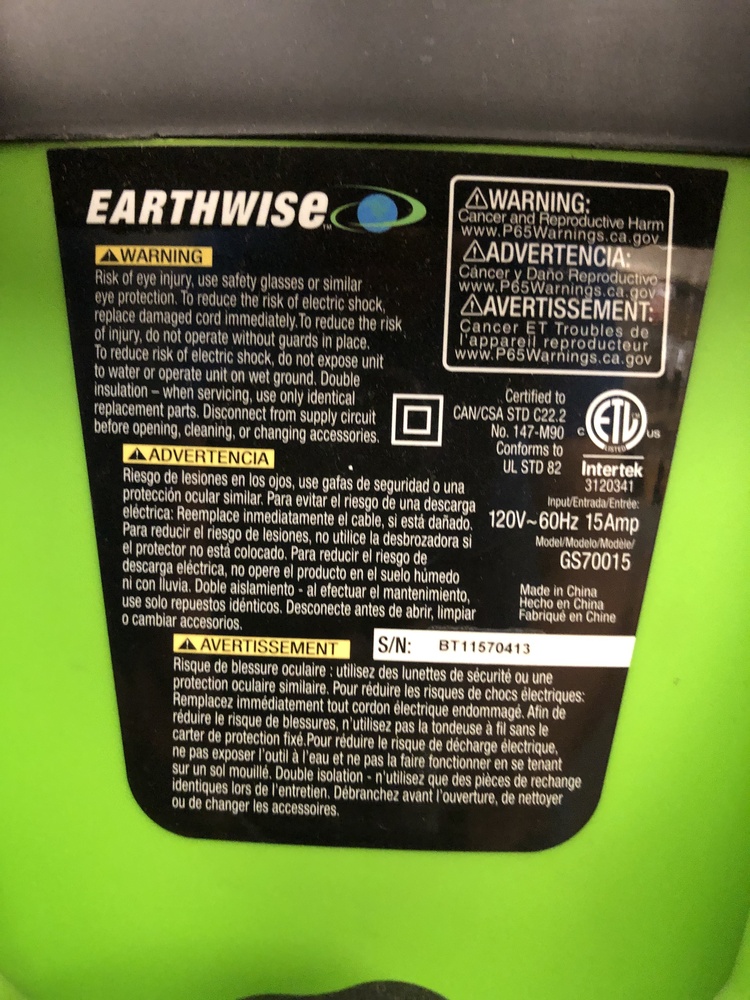 EARTHWISE™
WARNING
Risk of eye injury, use safety glasses or similar
eye protection. To reduce the risk of electric shock,
replace damaged cord immediately.To reduce the risk
of injury, do not operate without guards in place.
To reduce risk of electric shock, do not expose unit
to water or operate unit on wet ground. Double
insulation – when servicing, use only identical
replacement parts. Disconnect from supply circuit
before opening, cleaning, or changing accessories.
WARNING:
Cancer and Reproductive Harm
www.P65Warnings.ca.gov
ADVERTENCIA:
Cáncer y Daño Reproductivo
www.P65Warnings.ca.gov
AVERTISSEMENT:
Cancer ET Troubles de
l'appareil reproducteur
www.P65Warnings.ca.gov
Certified to
CAN/CSA STD C22.2
No. 147-M90
Conforms to
UL STD 82
C ETL US
LISTED
Intertek
3120341
Input/Entrada/Entrée:
120V~60Hz 15Amp
Model/Modelo/Modèle/
GS70015
Made in China
Hecho en China
Fabriqué en Chine
ADVERTENCIA
Riesgo de lesiones en los ojos, use gafas de seguridad o una
protección ocular similar. Para evitar el riesgo de una descarga
eléctrica: Reemplace inmediatamente el cable, si está dañado.
Para reducir el riesgo de lesiones, no utilice la desbrozadora si
el protector no está colocado. Para reducir el riesgo de
descarga eléctrica, no opere el producto en el suelo húmedo
ni con lluvia. Doble aislamiento - al efectuar el mantenimiento,
use solo repuestos idénticos. Desconecte antes de abrir, limpiar
o cambiar accesorios.
S/N: BT11570413
AVERTISSEMENT
Risque de blessure oculaire : utilisez des lunettes de sécurité ou une
protection oculaire similaire. Pour réduire les risques de chocs électriques:
Remplacez immédiatement tout cordon électrique endommagé. Afin de
réduire le risque de blessures, n'utilisez pas la tondeuse à fil sans le
carter de protection fixé.Pour réduire le risque de décharge électrique,
ne pas exposer l'outil à l'eau et ne pas la faire fonctionner en se tenant
sur un sol mouillé. Double isolation - n'utilisez que des pièces de rechange
identiques lors de l'entretien. Débranchez avant l'ouverture, de nettoyer
ou de changer les accessoires.